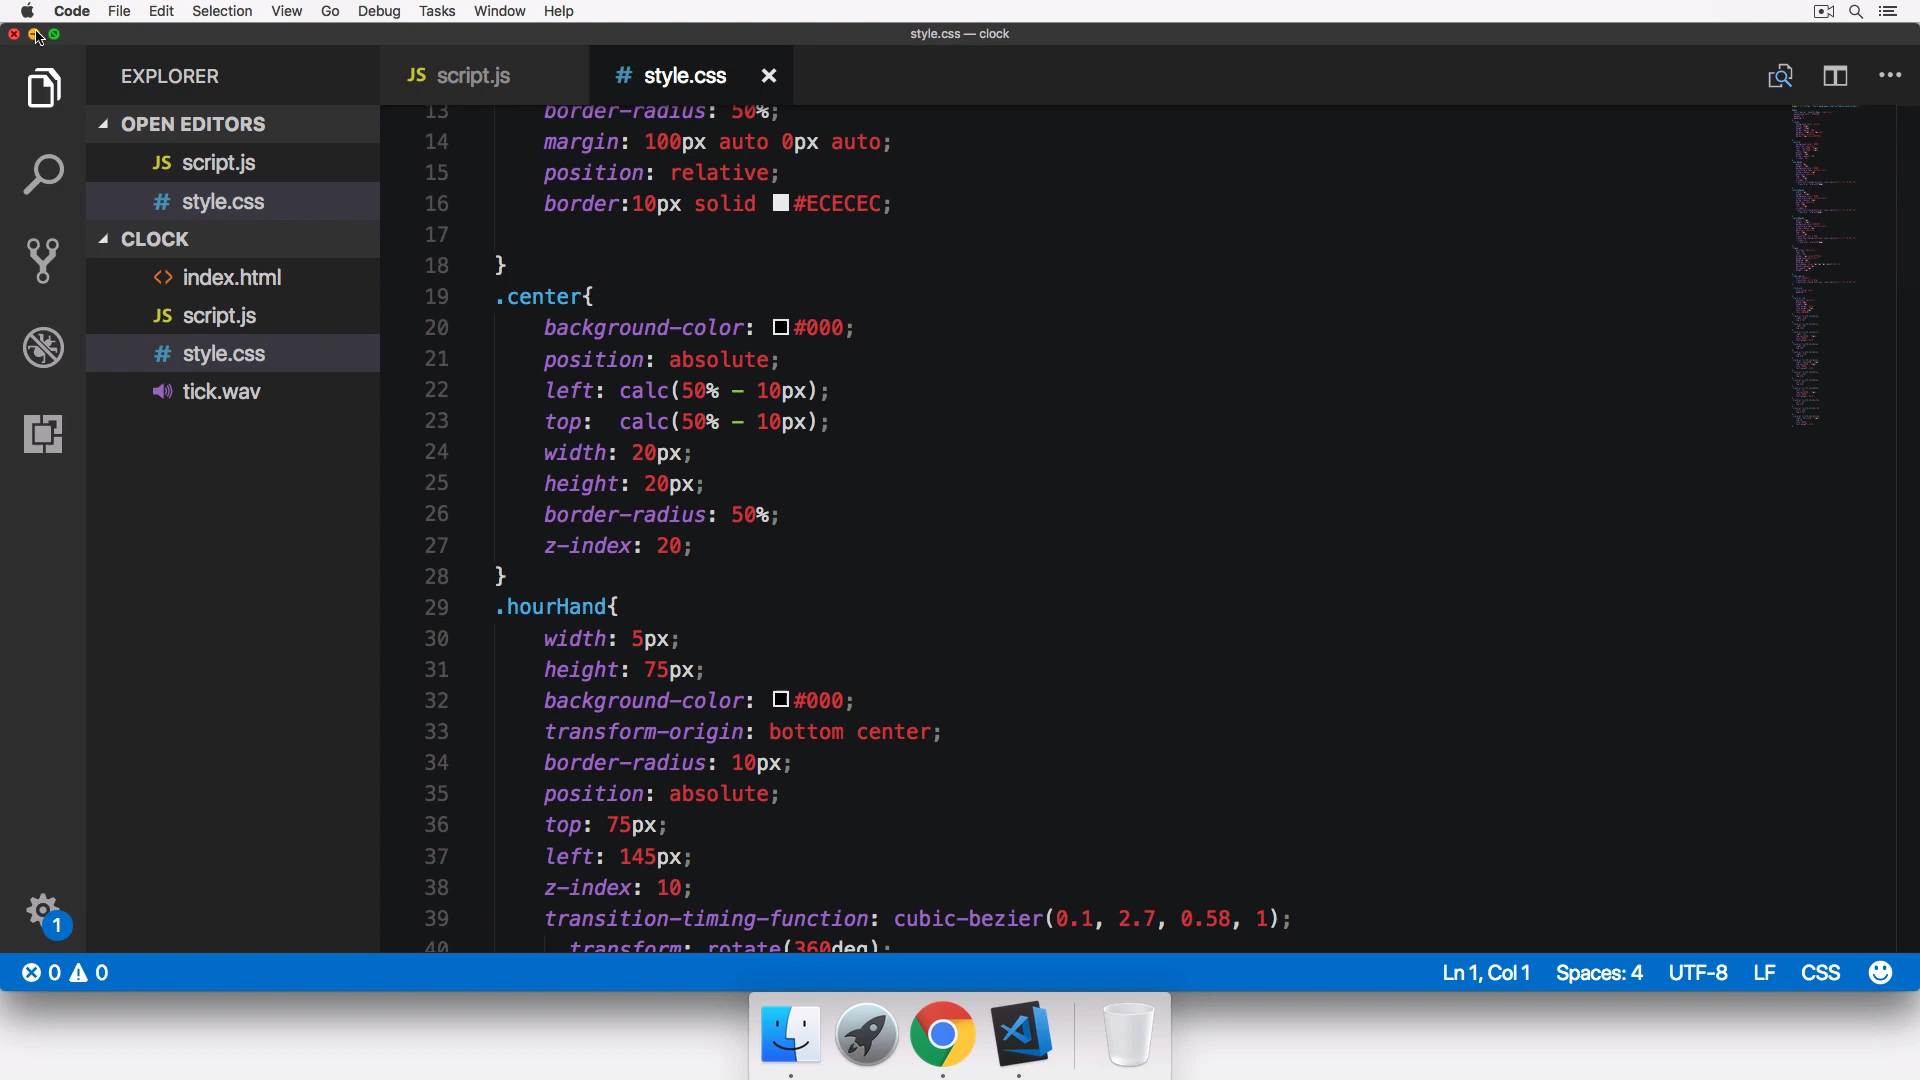 Code File Edit Selection View Go Debug Tasks Window Help
style.css — clock
EXPLORER
JS script.js
# style.css
OPEN EDITORS
JS script.js
# style.css
CLOCK
<> index.html
JS script.js
# style.css
tick.wav
1
13 border-radius: 50%;
14 margin: 100px auto 0px auto;
15 position: relative;
16 border:10px solid #ECECEC;
17
18 }
19 .center{
20 background-color: #000;
21 position: absolute;
22 left: calc(50% - 10px);
23 top:  calc(50% - 10px);
24 width: 20px;
25 height: 20px;
26 border-radius: 50%;
27 z-index: 20;
28 }
29 .hourHand{
30 width: 5px;
31 height: 75px;
32 background-color: #000;
33 transform-origin: bottom center;
34 border-radius: 10px;
35 position: absolute;
36 top: 75px;
37 left: 145px;
38 z-index: 10;
39 transition-timing-function: cubic-bezier(0.1, 2.7, 0.58, 1);
40 transform: rotate(360deg);
0 0
Ln 1, Col 1 Spaces: 4 UTF-8 LF CSS